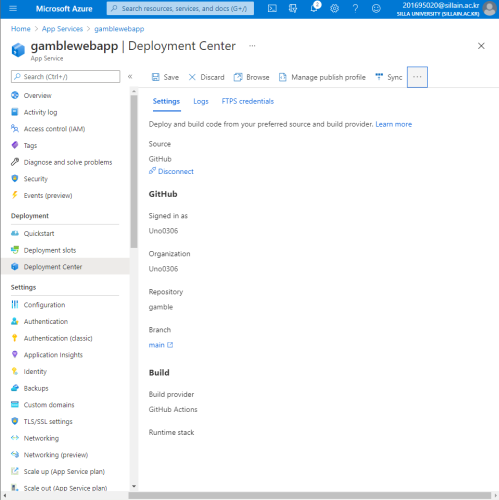 Microsoft Azure
Search resources, services, and docs (G+/)
2
201695020@sillain.ac.kr
SILLA UNIVERSITY (SILLAIN.AC.KR)
Home > App Services > gamblewebapp
gamblewebapp | Deployment Center ...
App Service
Search (Ctrl+/)
Overview
Activity log
Access control (IAM)
Tags
Diagnose and solve problems
Security
Events (preview)
Deployment
Quickstart
Deployment slots
Deployment Center
Settings
Configuration
Authentication
Authentication (classic)
Application Insights
Identity
Backups
Custom domains
TLS/SSL settings
Networking
Networking (preview)
Scale up (App Service plan)
Scale out (App Service plan)
Save Discard Browse Manage publish profile Sync ...
Settings Logs FTPS credentials
Deploy and build code from your preferred source and build provider. Learn more
Source
GitHub
Disconnect
GitHub
Signed in as
Uno0306
Organization
Uno0306
Repository
gamble
Branch
main
Build
Build provider
GitHub Actions
Runtime stack